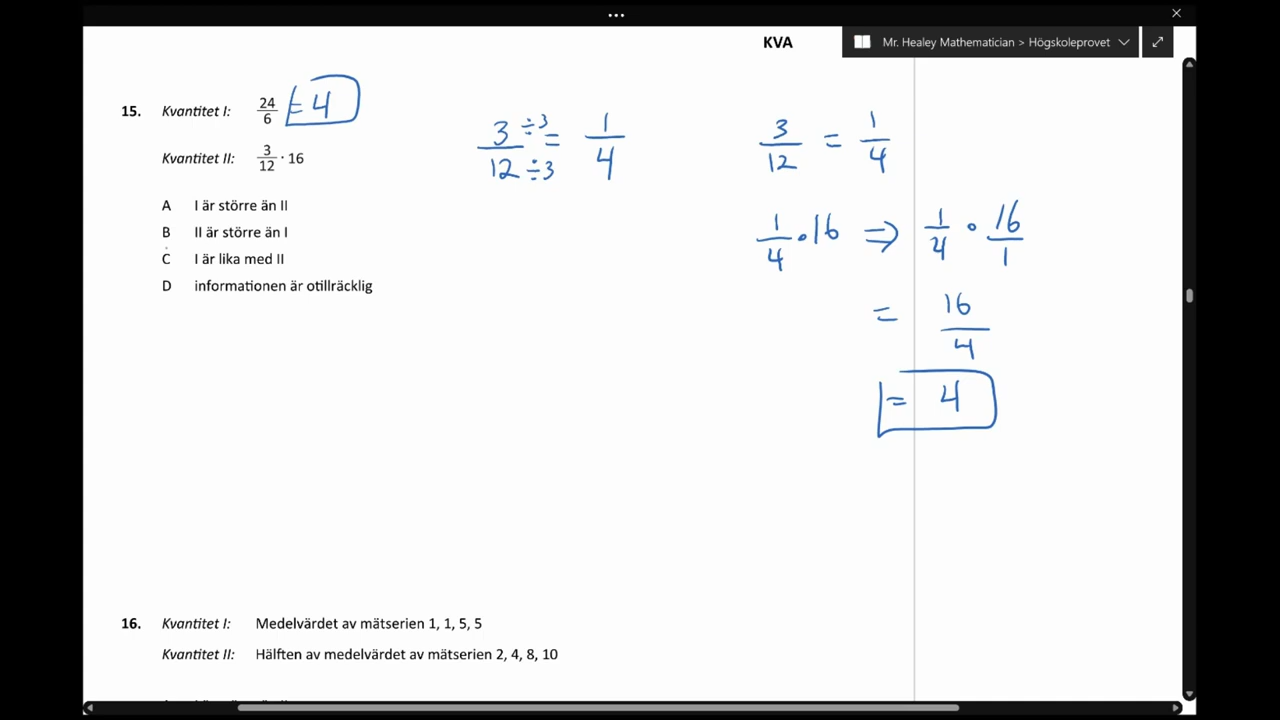 KVA
Mr. Healey Mathematician > Högskoleprovet
15. Kvantitet I: 24/6 = 4
Kvantitet II: 3/12 · 16
A I är större än II
B II är större än I
C I är lika med II
D informationen är otillräcklig
3÷3/12÷3 = 1/4
3/12 = 1/4
1/4 · 16 ⇒ 1/4 · 16/1
= 16/4
= 4
16. Kvantitet I: Medelvärdet av mätserien 1, 1, 5, 5
Kvantitet II: Hälften av medelvärdet av mätserien 2, 4, 8, 10